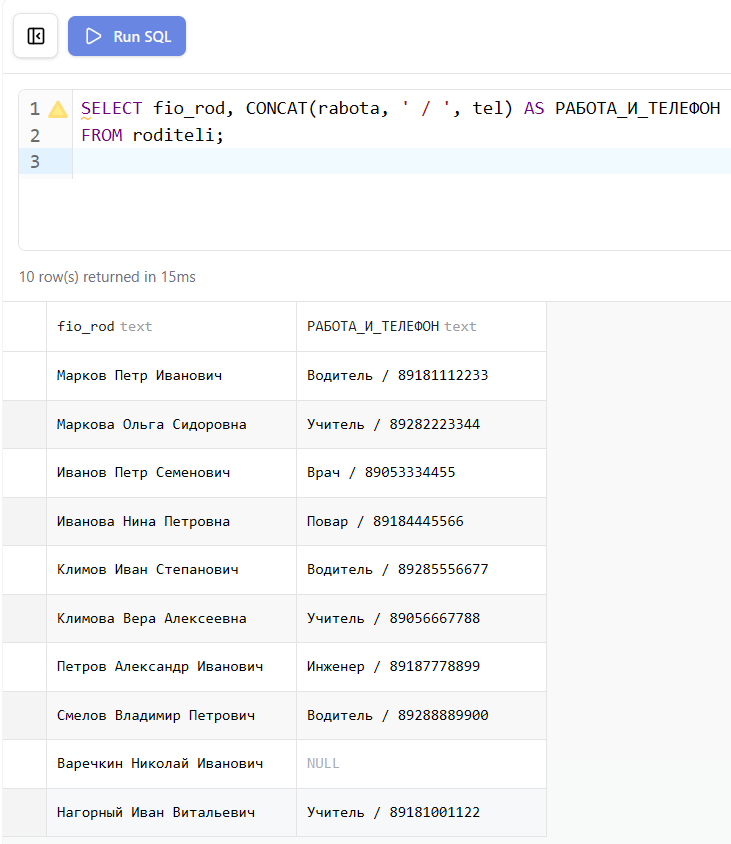 Run SQL
1 SELECT fio_rod, CONCAT(rabota, ' / ', tel) AS РАБОТА_И_ТЕЛЕФОН
2 FROM roditeli;
3
10 row(s) returned in 15ms
fio_rod text РАБОТА_И_ТЕЛЕФОН text
Марков Петр Иванович Водитель / 89181112233
Маркова Ольга Сидоровна Учитель / 89282223344
Иванов Петр Семенович Врач / 89053334455
Иванова Нина Петровна Повар / 89184445566
Климов Иван Степанович Водитель / 89285556677
Климова Вера Алексеевна Учитель / 89056667788
Петров Александр Иванович Инженер / 89187778899
Смелов Владимир Петрович Водитель / 89288889900
Варечкин Николай Иванович NULL
Нагорный Иван Витальевич Учитель / 89181001122